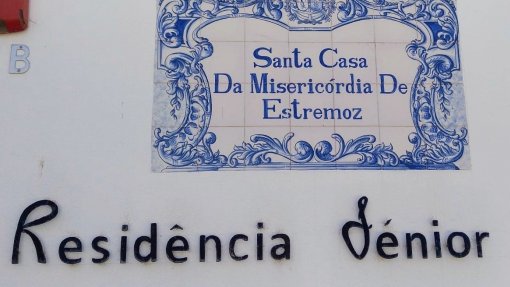 B
Santa Casa
Da Misericórdia De
Estremoz
Residência Sénior